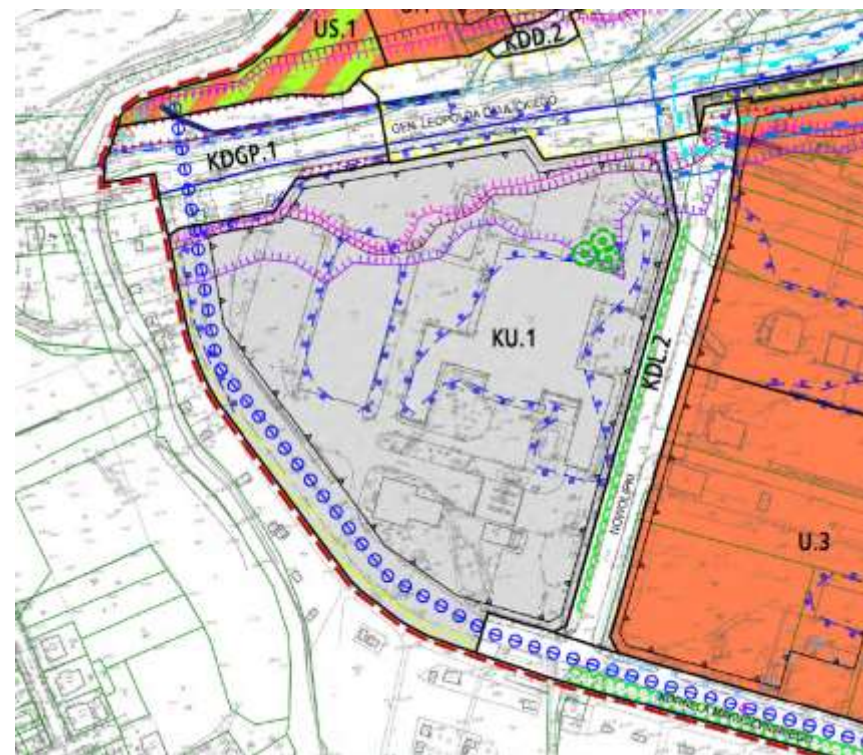 US.1
KDD.2
GEN. LEOPOLDA OKULICKIEGO
KDGP.1
KU.1
KDL.2
NOWOLIPKI
U.3